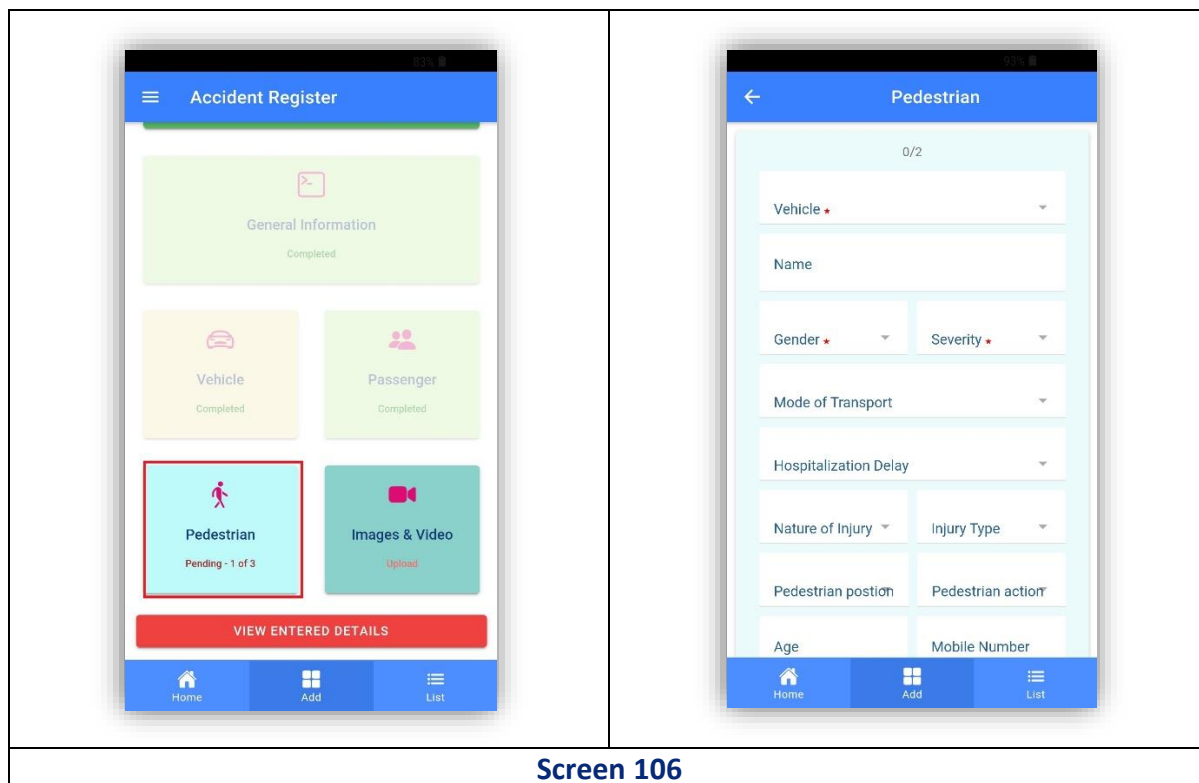 83%
Accident Register
General Information
Completed
Vehicle
Passenger
Completed
Completed
Pedestrian
Images & Video
Pending - 1 of 3
Upload
VIEW ENTERED DETAILS
Home
Add
List
93%
Pedestrian
0/2
Vehicle *
Name
Gender *
Severity *
Mode of Transport
Hospitalization Delay
Nature of Injury
Injury Type
Pedestrian postion
Pedestrian action
Age
Mobile Number
Home
Add
List
Screen 106